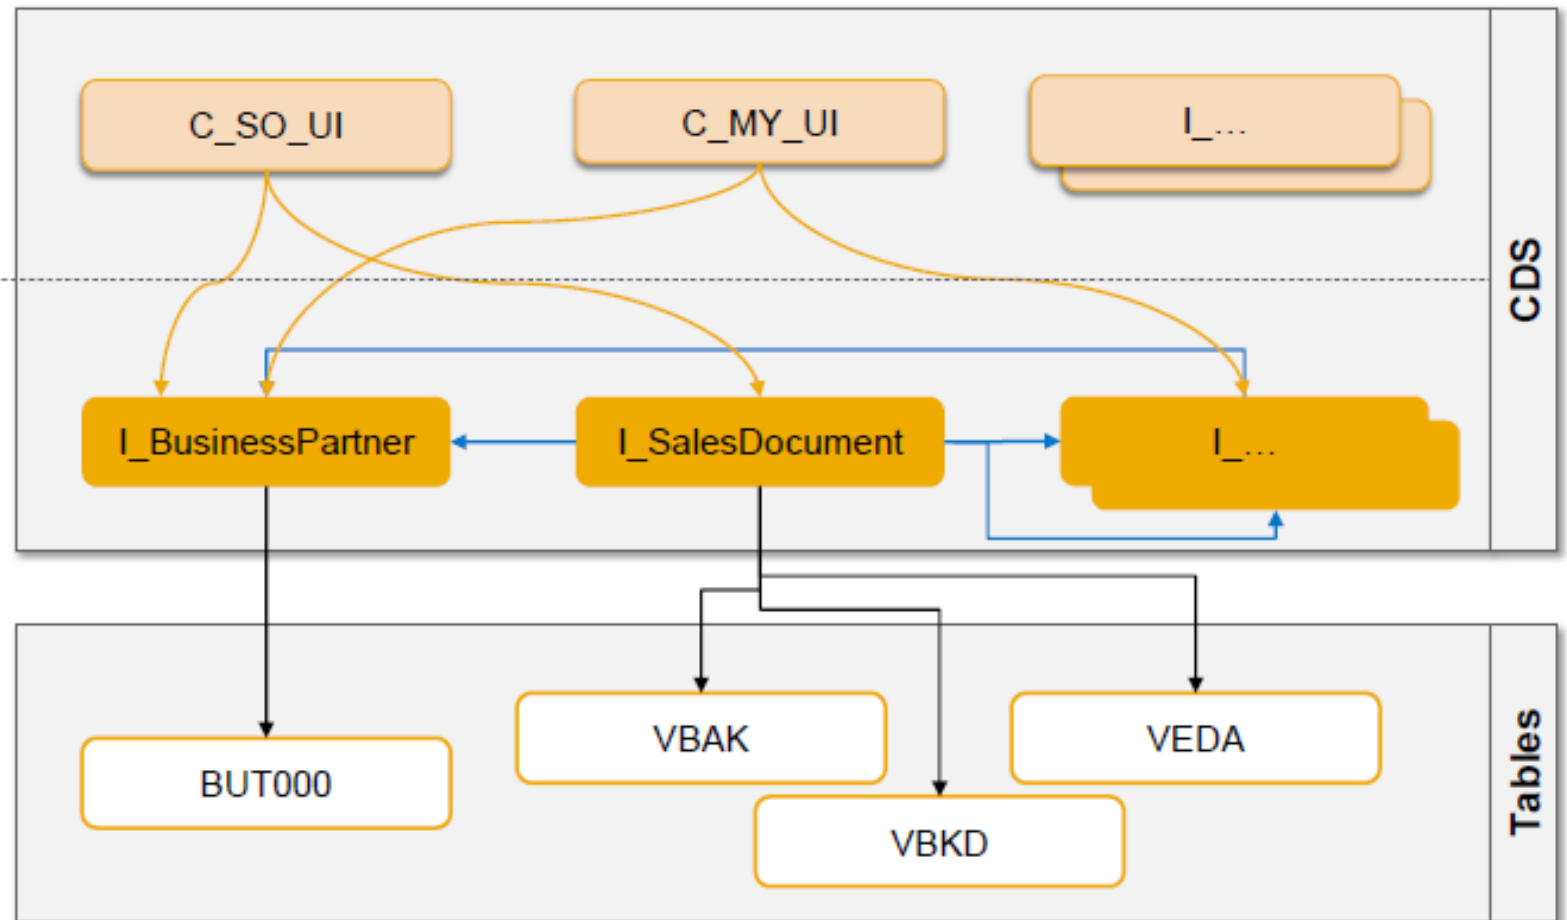 C_SO_UI
C_MY_UI
I_...
CDS
I_BusinessPartner
I_SalesDocument
I_...
VBAK
VEDA
BUT000
VBKD
Tables